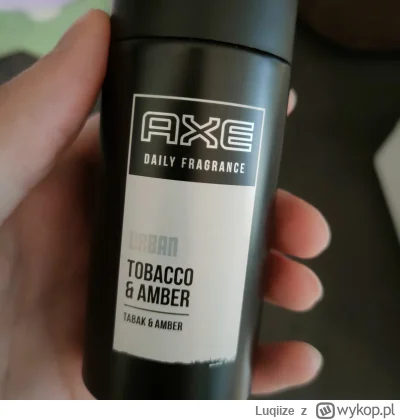 AXE
DAILY FRAGRANCE
URBAN
TOBACCO
& AMBER
TABAK & AMBER
Luqiize z wykop.pl